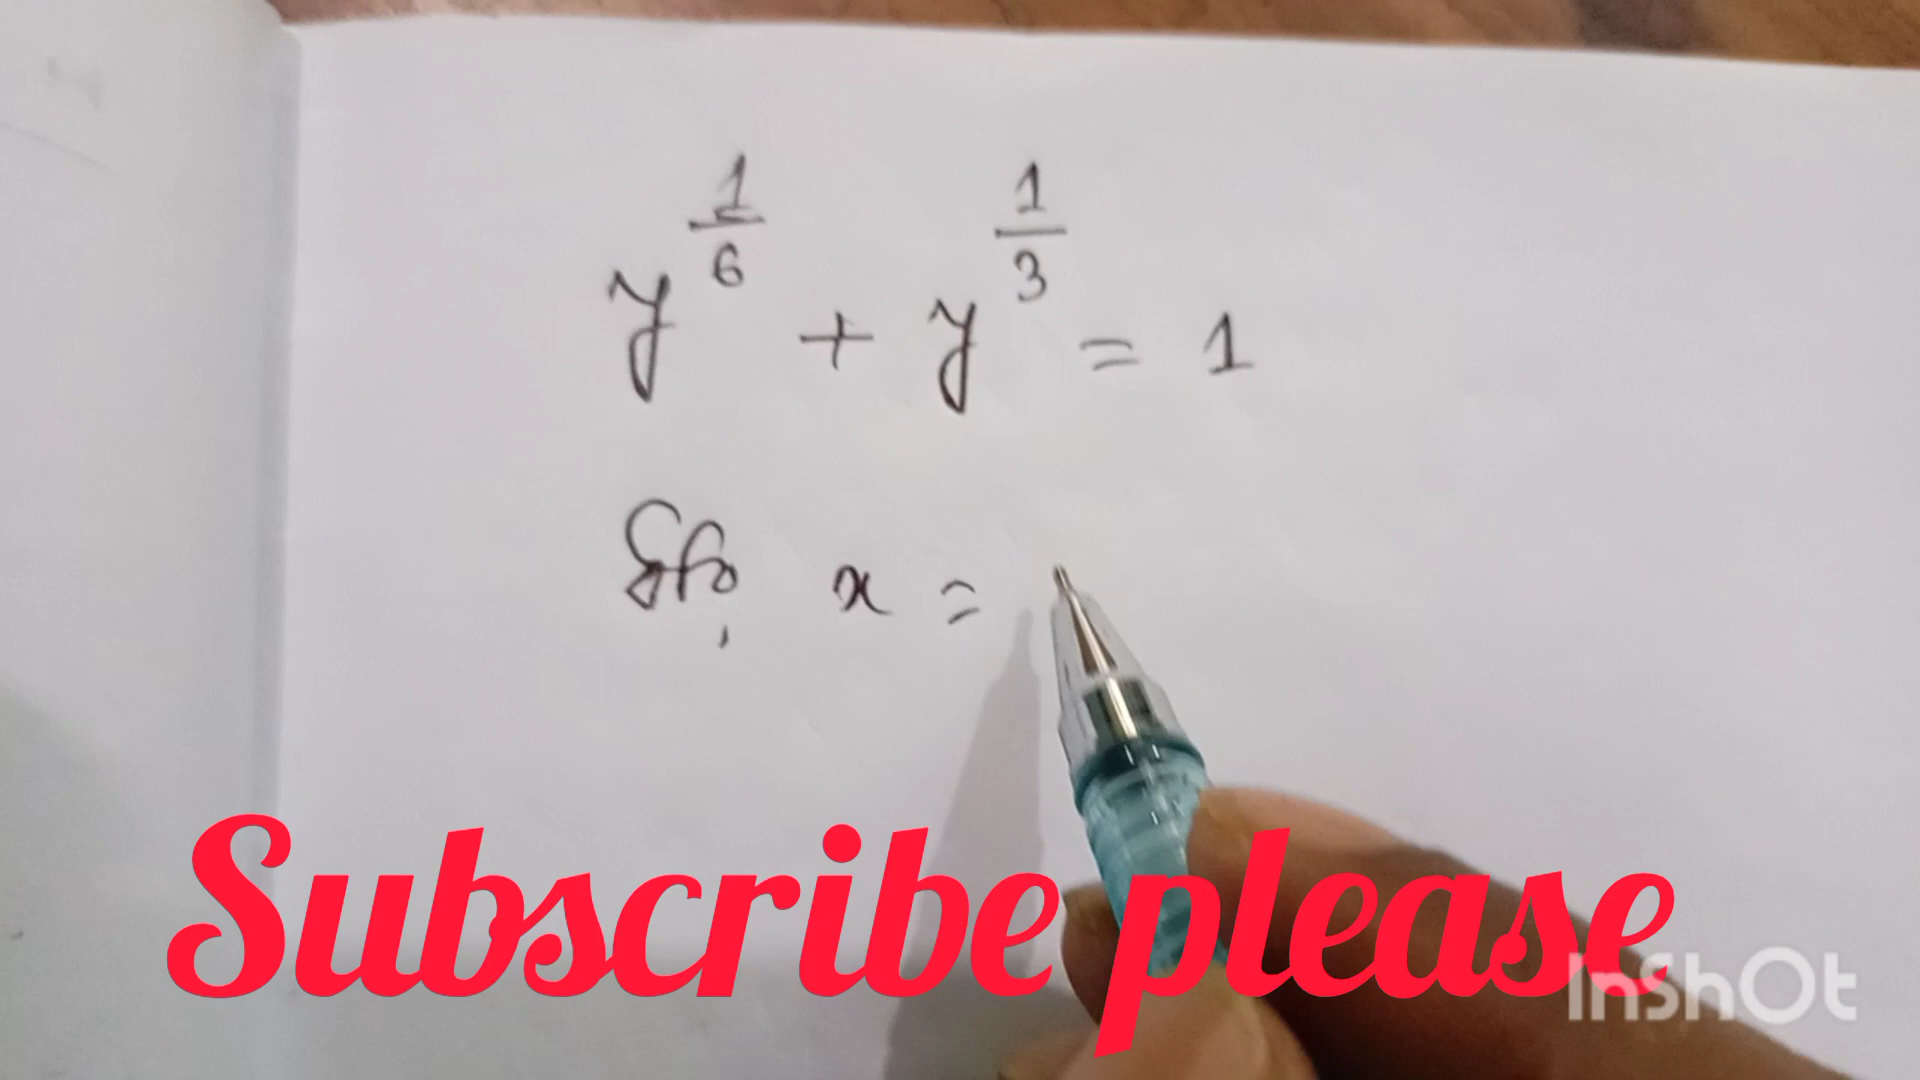 y^{1/6} + y^{1/3} = 1
x =
Subscribe please
InShOt